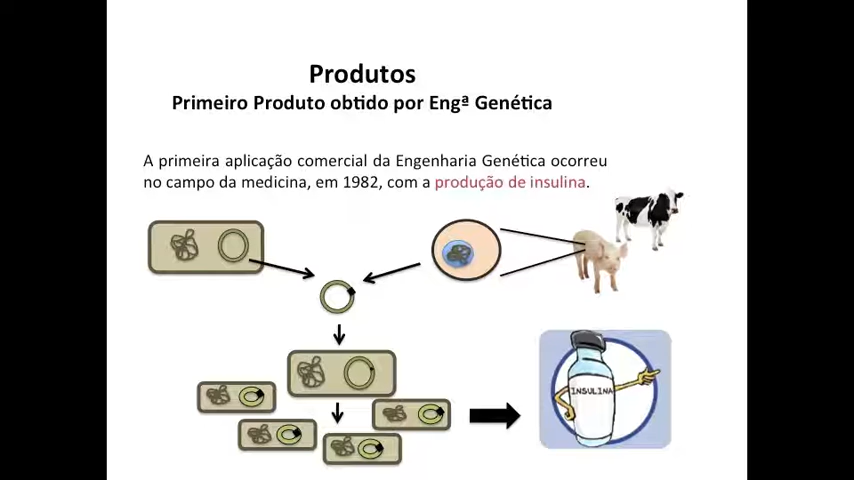 Produtos
Primeiro Produto obtido por Engª Genética
A primeira aplicação comercial da Engenharia Genética ocorreu
no campo da medicina, em 1982, com a produção de insulina.
INSULINA